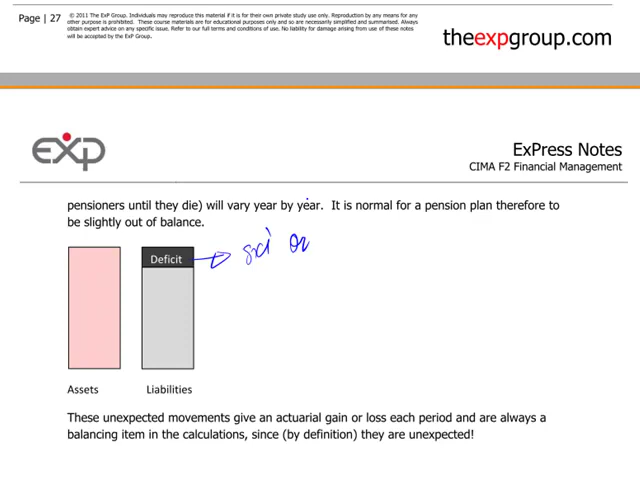 Page | 27
© 2011 The ExP Group. Individuals may reproduce this material if it is for their own private study use only. Reproduction by any means for any
other purpose is prohibited. These course materials are for educational purposes only and so are necessarily simplified and summarised. Always
obtain expert advice on any specific issue. Refer to our full terms and conditions of use. No liability for damage arising from use of these notes
will be accepted by the ExP Group.
theexpgroup.com
EXP
ExPress Notes
CIMA F2 Financial Management
pensioners until they die) will vary year by year. It is normal for a pension plan therefore to
be slightly out of balance.
Deficit
or
Assets
Liabilities
These unexpected movements give an actuarial gain or loss each period and are always a
balancing item in the calculations, since (by definition) they are unexpected!